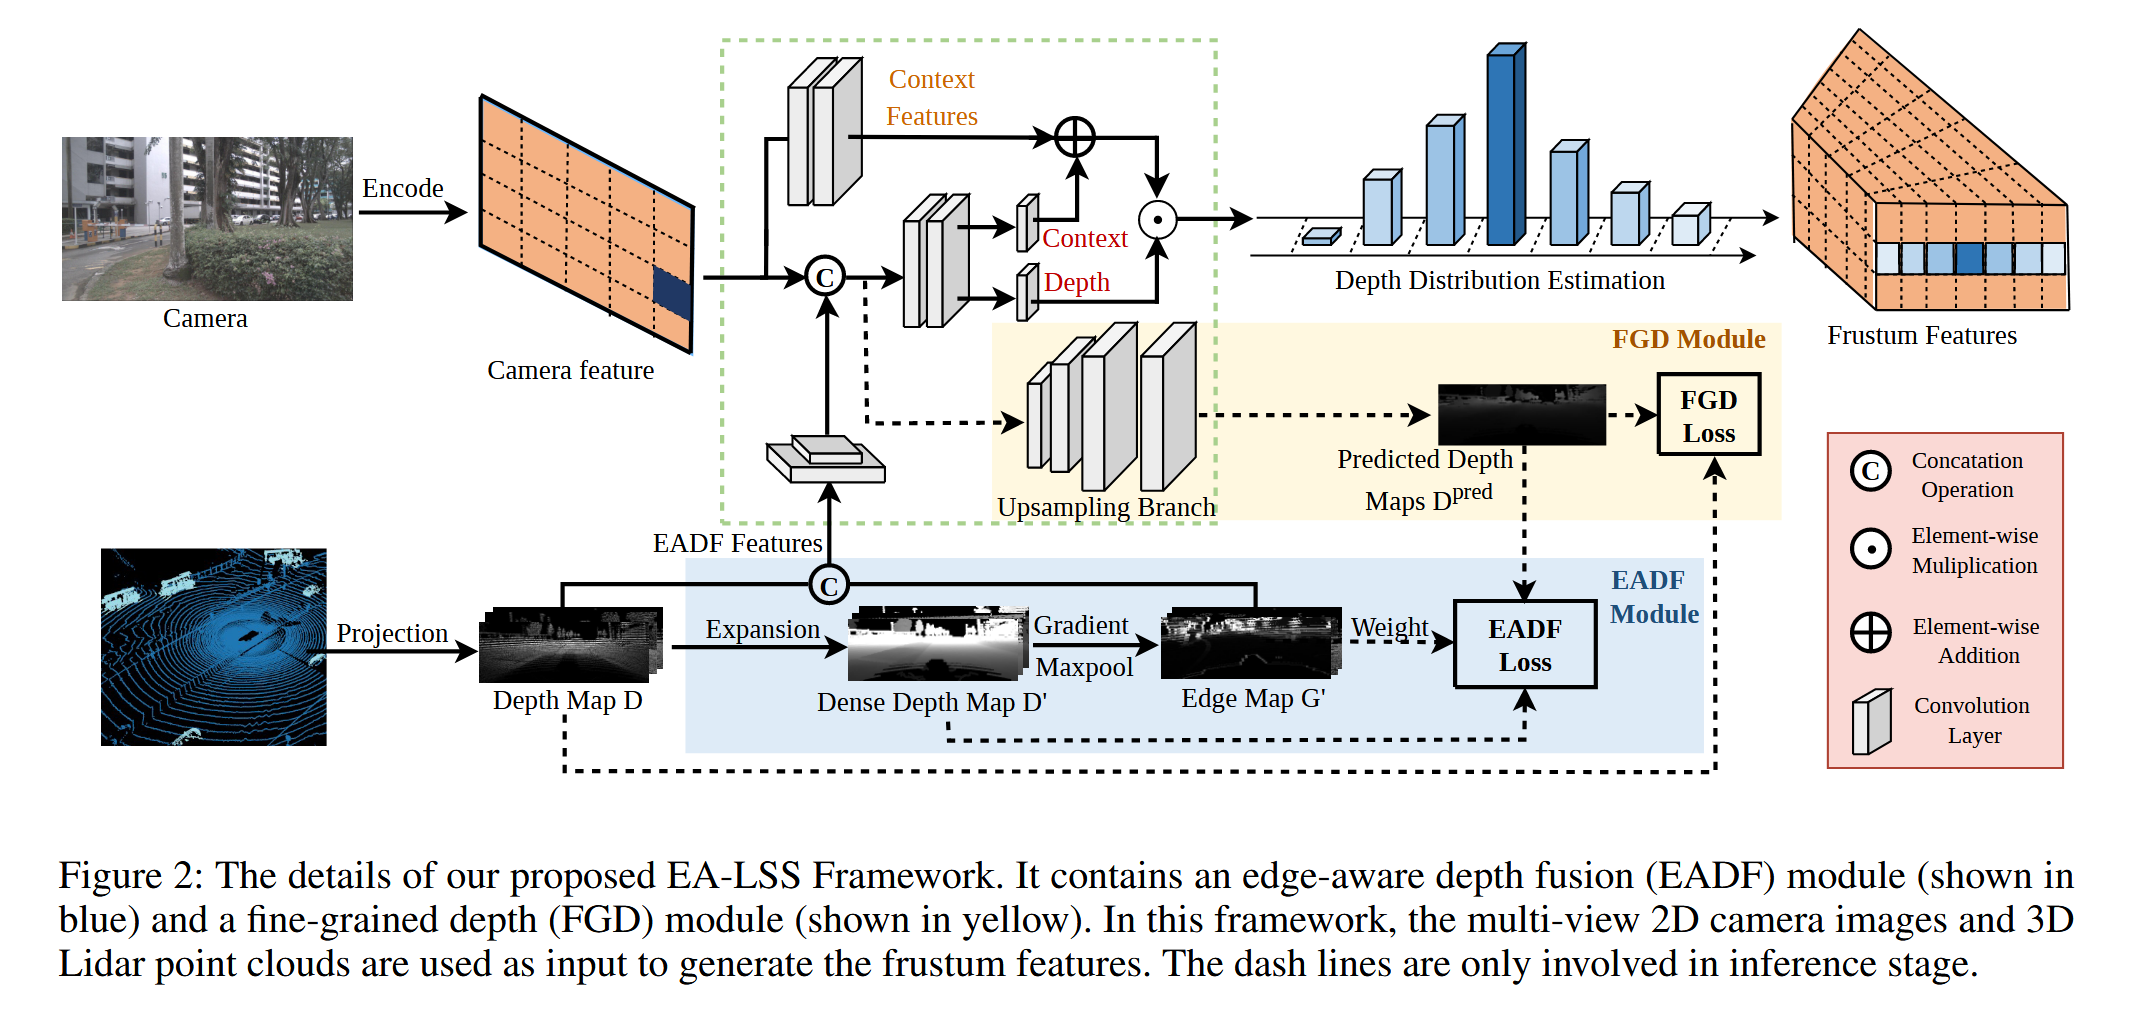 Context
Features
Encode
Camera
Camera feature
C
Context
Depth
Depth Distribution Estimation
Frustum Features
FGD Module
FGD
Loss
Predicted Depth
Maps D^pred
Upsampling Branch
EADF Features
C
EADF
Module
Projection
Expansion
Gradient
Maxpool
Weight
EADF
Loss
Depth Map D
Dense Depth Map D'
Edge Map G'
C
Concatation
Operation
Element-wise
Muliplication
Element-wise
Addition
Convolution
Layer
Figure 2: The details of our proposed EA-LSS Framework. It contains an edge-aware depth fusion (EADF) module (shown in
blue) and a fine-grained depth (FGD) module (shown in yellow). In this framework, the multi-view 2D camera images and 3D
Lidar point clouds are used as input to generate the frustum features. The dash lines are only involved in inference stage.